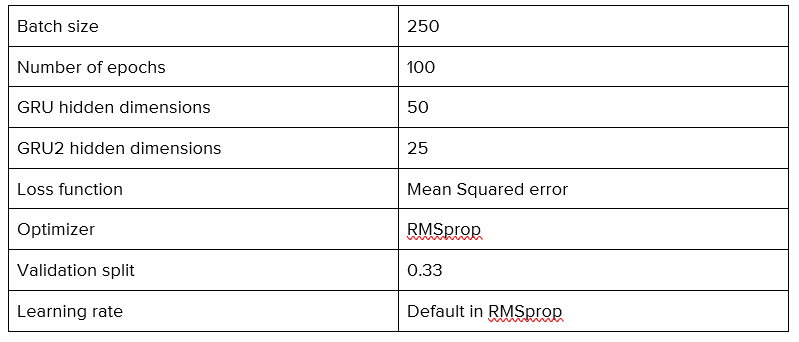 Batch size 250
Number of epochs 100
GRU hidden dimensions 50
GRU2 hidden dimensions 25
Loss function Mean Squared error
Optimizer RMSprop
Validation split 0.33
Learning rate Default in RMSprop